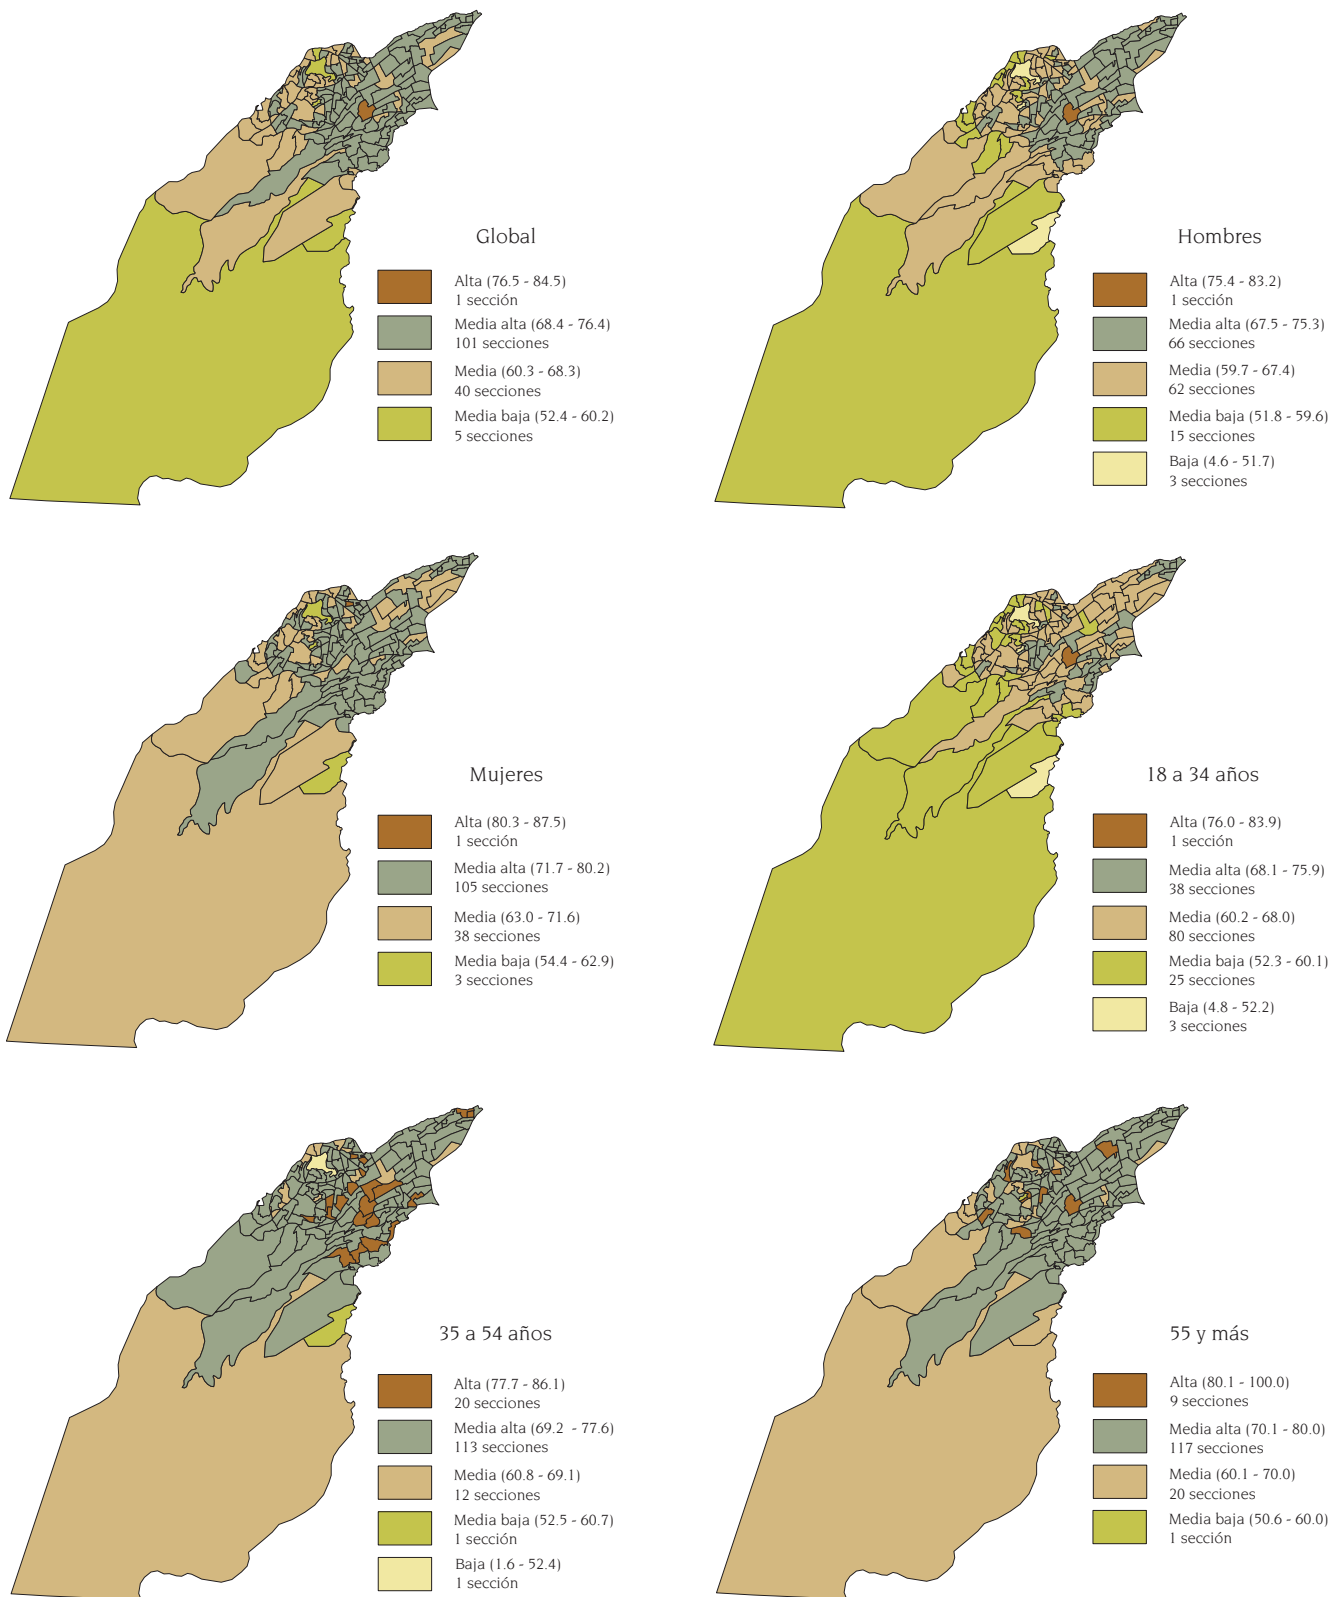 Global
Alta (76.5 - 84.5)
1 sección
Media alta (68.4 - 76.4)
101 secciones
Media (60.3 - 68.3)
40 secciones
Media baja (52.4 - 60.2)
5 secciones
Hombres
Alta (75.4 - 83.2)
1 sección
Media alta (67.5 - 75.3)
66 secciones
Media (59.7 - 67.4)
62 secciones
Media baja (51.8 - 59.6)
15 secciones
Baja (4.6 - 51.7)
3 secciones
Mujeres
Alta (80.3 - 87.5)
1 sección
Media alta (71.7 - 80.2)
105 secciones
Media (63.0 - 71.6)
38 secciones
Media baja (54.4 - 62.9)
3 secciones
18 a 34 años
Alta (76.0 - 83.9)
1 sección
Media alta (68.1 - 75.9)
38 secciones
Media (60.2 - 68.0)
80 secciones
Media baja (52.3 - 60.1)
25 secciones
Baja (4.8 - 52.2)
3 secciones
35 a 54 años
Alta (77.7 - 86.1)
20 secciones
Media alta (69.2 - 77.6)
113 secciones
Media (60.8 - 69.1)
12 secciones
Media baja (52.5 - 60.7)
1 sección
Baja (1.6 - 52.4)
1 sección
55 y más
Alta (80.1 - 100.0)
9 secciones
Media alta (70.1 - 80.0)
117 secciones
Media (60.1 - 70.0)
20 secciones
Media baja (50.6 - 60.0)
1 sección